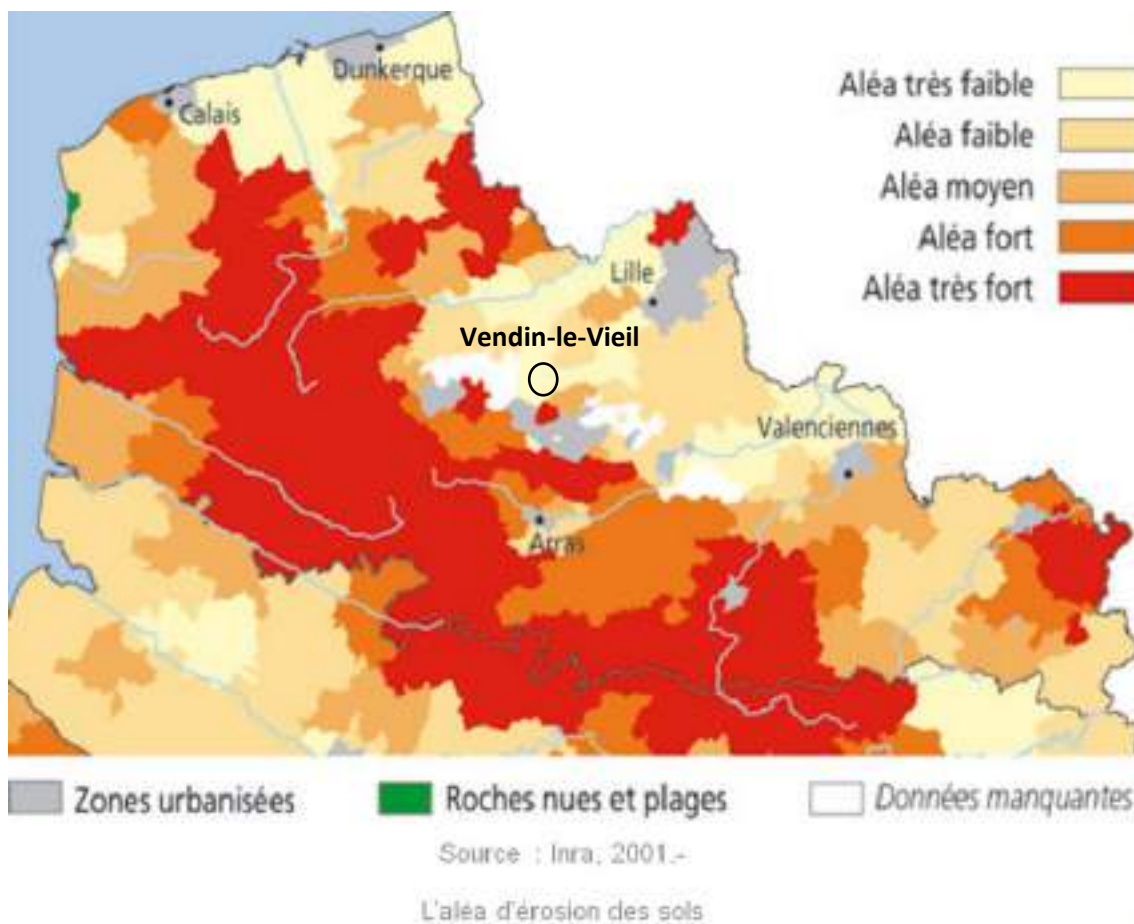 Dunkerque
Calais
Aléa très faible
Aléa faible
Aléa moyen
Aléa fort
Aléa très fort
Lille
Vendin-le-Vieil
Valenciennes
Arras
Zones urbanisées
Roches nues et plages
Données manquantes
Source : Inra, 2001.-
L'aléa d'érosion des sols